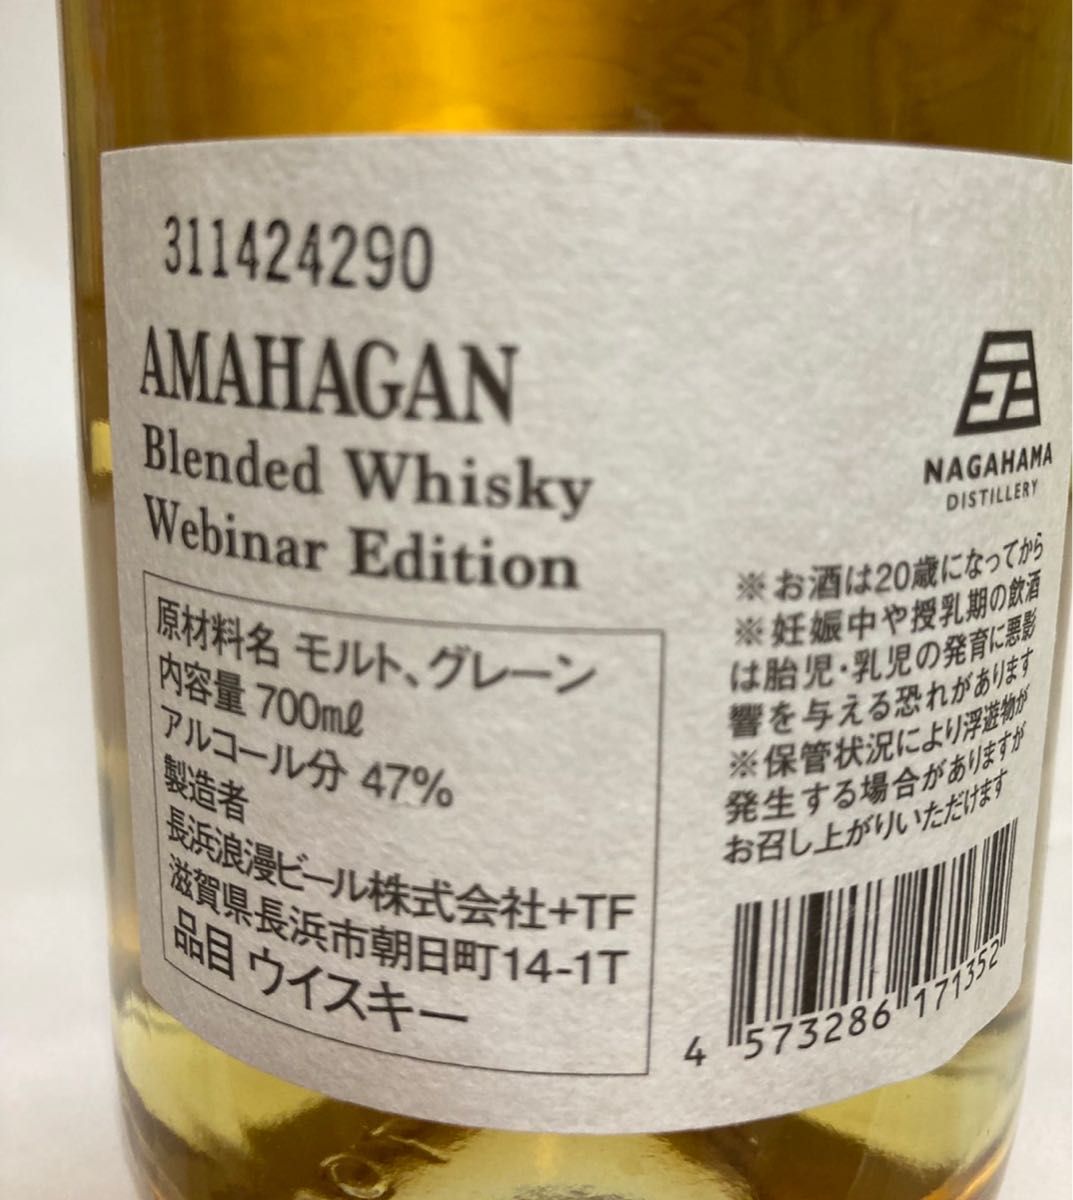 311424290
AMAHAGAN
Blended Whisky
Webinar Edition
原材料名 モルト、グレーン
内容量 700mℓ
アルコール分 47%
製造者
長浜浪漫ビール株式会社+TF
滋賀県長浜市朝日町14-1T
品目 ウイスキー
NAGAHAMA
DISTILLERY
※お酒は20歳になってから
※妊娠中や授乳期の飲酒
は胎児・乳児の発育に悪影
響を与える恐れがあります
※保管状況により浮遊物が
発生する場合がありますが
お召し上がりいただけます
4 573286 171352